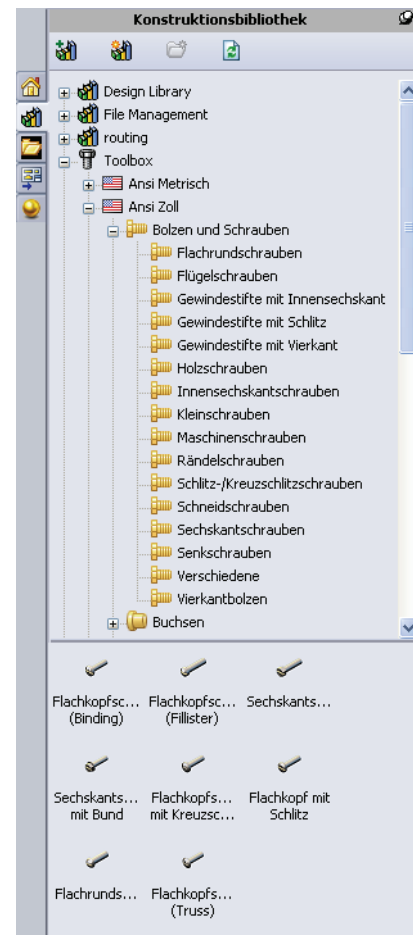 Konstruktionsbibliothek
Design Library
File Management
routing
Toolbox
Ansi Metrisch
Ansi Zoll
Bolzen und Schrauben
Flachrundschrauben
Flügelschrauben
Gewindestifte mit Innensechskant
Gewindestifte mit Schlitz
Gewindestifte mit Vierkant
Holzschrauben
Innensechskantschrauben
Kleinschrauben
Maschinenschrauben
Rändelschrauben
Schlitz-/Kreuzschlitzschrauben
Schneidschrauben
Sechskantschrauben
Senkschrauben
Verschiedene
Vierkantbolzen
Buchsen
Flachkopfsc... Flachkopfsc... Sechskants...
(Binding) (Fillister)
Sechskants... Flachkopfs... Flachkopf mit
mit Bund mit Kreuzsc... Schlitz
Flachrunds... Flachkopfs...
(Truss)